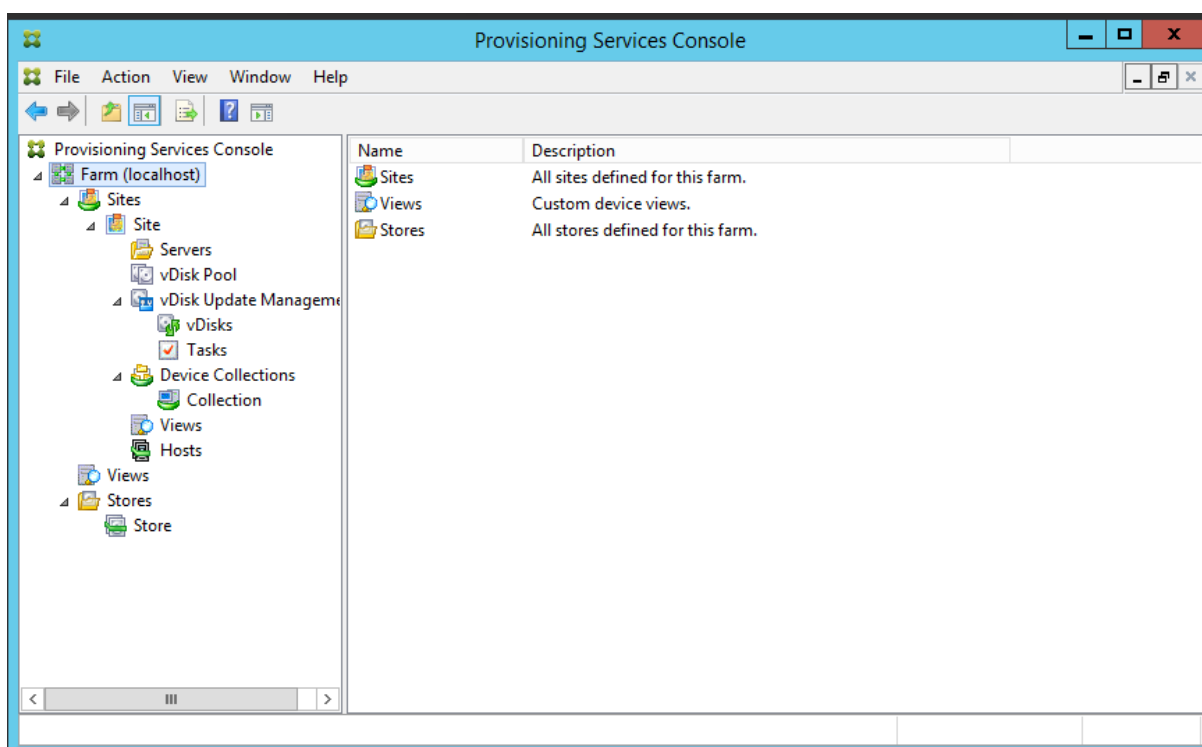 Provisioning Services Console
File Action View Window Help
Provisioning Services Console
Farm (localhost)
Sites
Site
Servers
vDisk Pool
vDisk Update Manageme
vDisks
Tasks
Device Collections
Collection
Views
Hosts
Views
Stores
Store
Name Description
Sites All sites defined for this farm.
Views Custom device views.
Stores All stores defined for this farm.